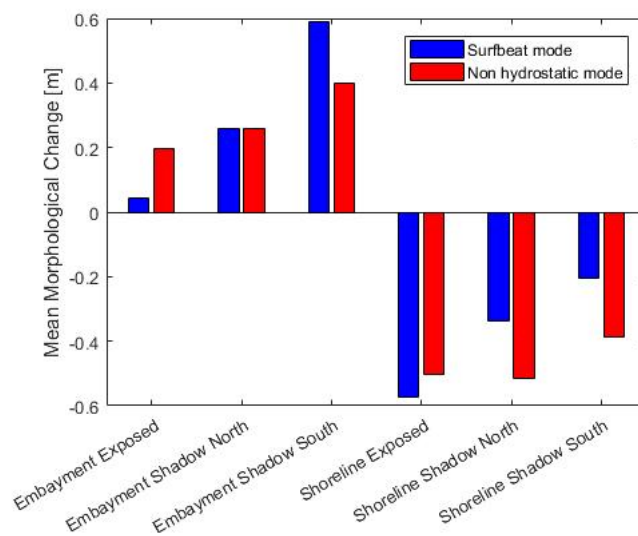 Mean Morphological Change [m]
0.6
0.4
0.2
0
-0.2
-0.4
-0.6
Surfbeat mode
Non hydrostatic mode
Embayment Exposed
Embayment Shadow North
Embayment Shadow South
Shoreline Exposed
Shoreline Shadow North
Shoreline Shadow South